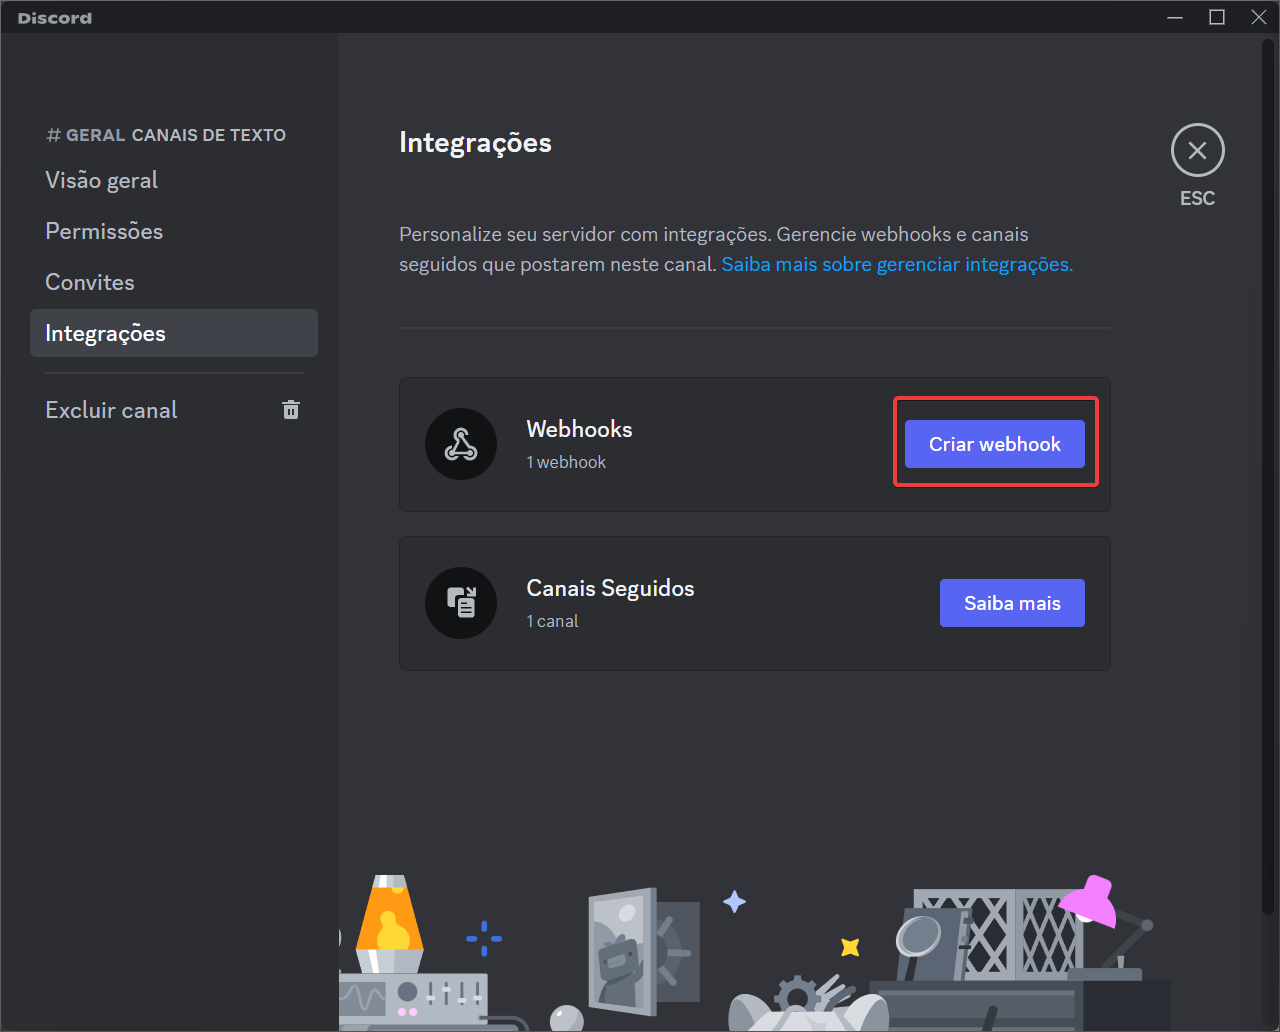 Discord
# GERAL CANAIS DE TEXTO
Visão geral
Permissões
Convites
Integrações
Excluir canal
Integrações
ESC
Personalize seu servidor com integrações. Gerencie webhooks e canais
seguidos que postarem neste canal. Saiba mais sobre gerenciar integrações.
Webhooks
1 webhook
Criar webhook
Canais Seguidos
1 canal
Saiba mais